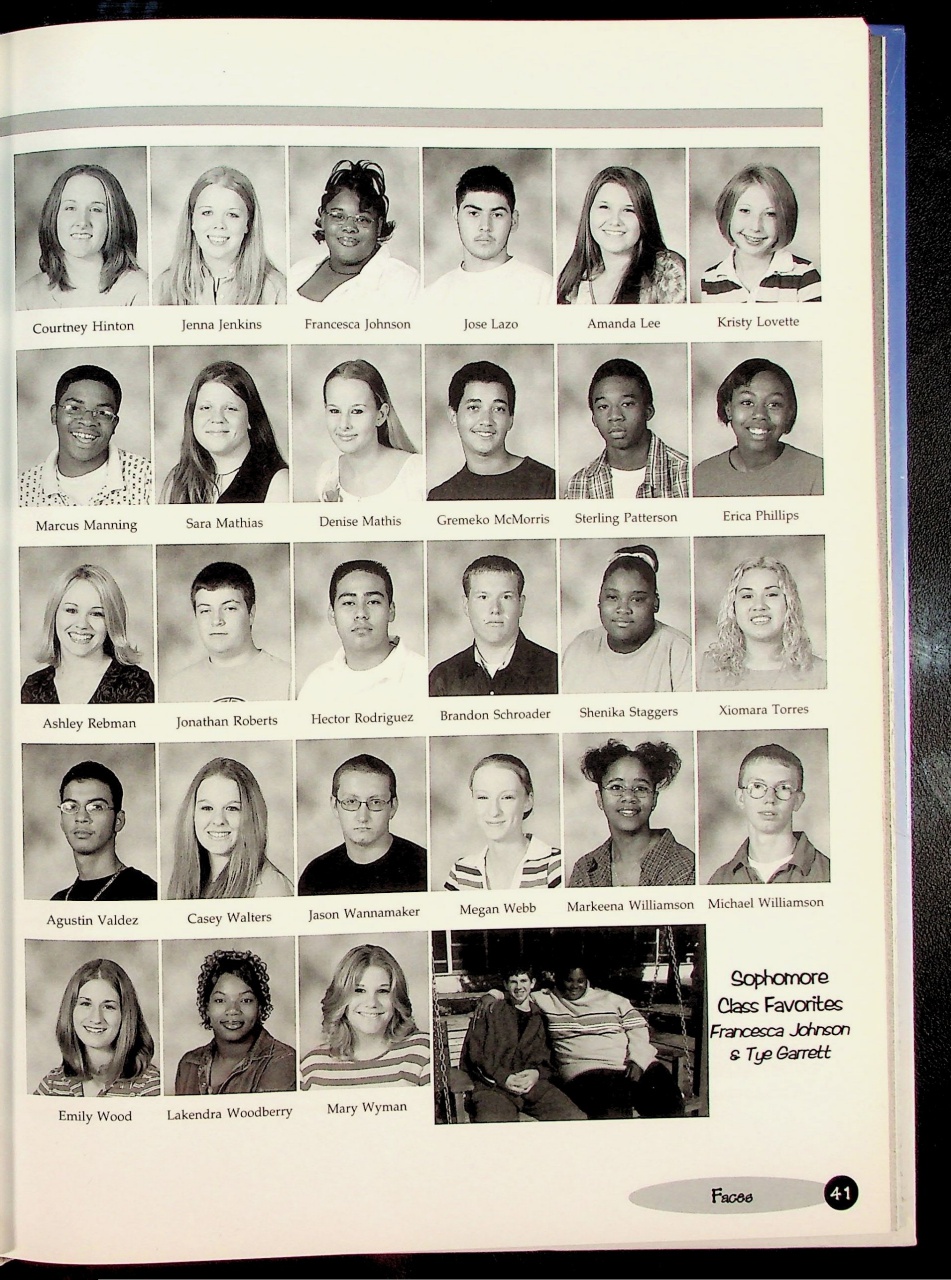 Courtney Hinton Jenna Jenkins Francesca Johnson Jose Lazo Amanda Lee Kristy Lovette
Marcus Manning Sara Mathias Denise Mathis Gremeko McMorris Sterling Patterson Erica Phillips
Ashley Rebman Jonathan Roberts Hector Rodriguez Brandon Schroader Shenika Staggers Xiomara Torres
Agustin Valdez Casey Walters Jason Wannamaker Megan Webb Markeena Williamson Michael Williamson
Emily Wood Lakendra Woodberry Mary Wyman
Sophomore
Class Favorites
Francesca Johnson
& Tye Garrett
Faces 41